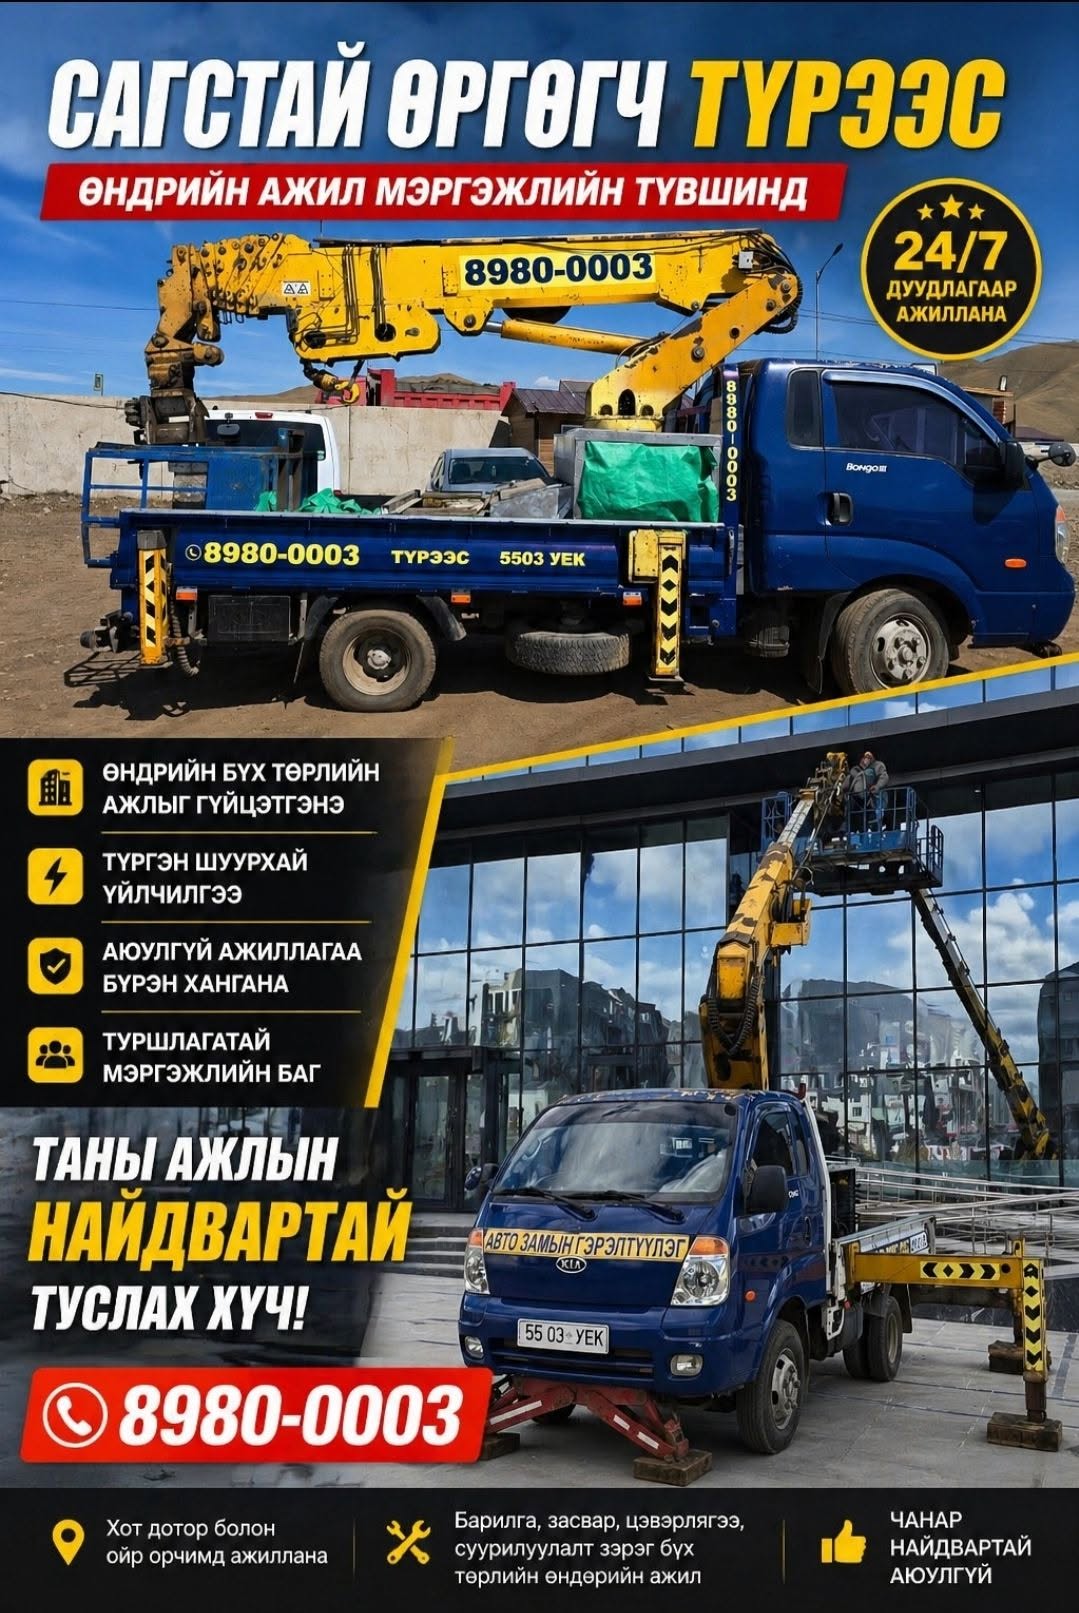 САГСТАЙ ӨРГӨГЧ ТҮРЭЭС
ӨНДРИЙН АЖИЛ МЭРГЭЖЛИЙН ТҮВШИНД
24/7
ДУУДЛАГААР
АЖИЛЛАНА
8980-0003
8980-0003
Bongo III
8980-0003 ТҮРЭЭС 5503 УЕК
ӨНДРИЙН БҮХ ТӨРЛИЙН
АЖЛЫГ ГҮЙЦЭТГЭНЭ
ТҮРГЭН ШУУРХАЙ
ҮЙЛЧИЛГЭЭ
АЮУЛГҮЙ АЖИЛЛАГАА
БҮРЭН ХАНГАНА
ТУРШЛАГАТАЙ
МЭРГЭЖЛИЙН БАГ
ТАНЫ АЖЛЫН
НАЙДВАРТАЙ
ТУСЛАХ ХҮЧ!
АВТО ЗАМЫН ГЭРЭЛТҮҮЛЭГ
KIA
55 03 УЕК
8980-0003
Хот дотор болон
ойр орчимд ажиллана
Барилга, засвар, цэвэрлягээ,
суурилуулалт зэрэг бүх
төрлийн өндөрийн ажил
ЧАНАР
НАЙДВАРТАЙ
АЮУЛГҮЙ